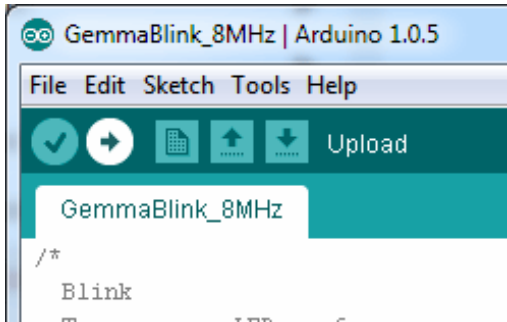 GemmaBlink_8MHz | Arduino 1.0.5
File Edit Sketch Tools Help
Upload
GemmaBlink_8MHz
/*
Blink